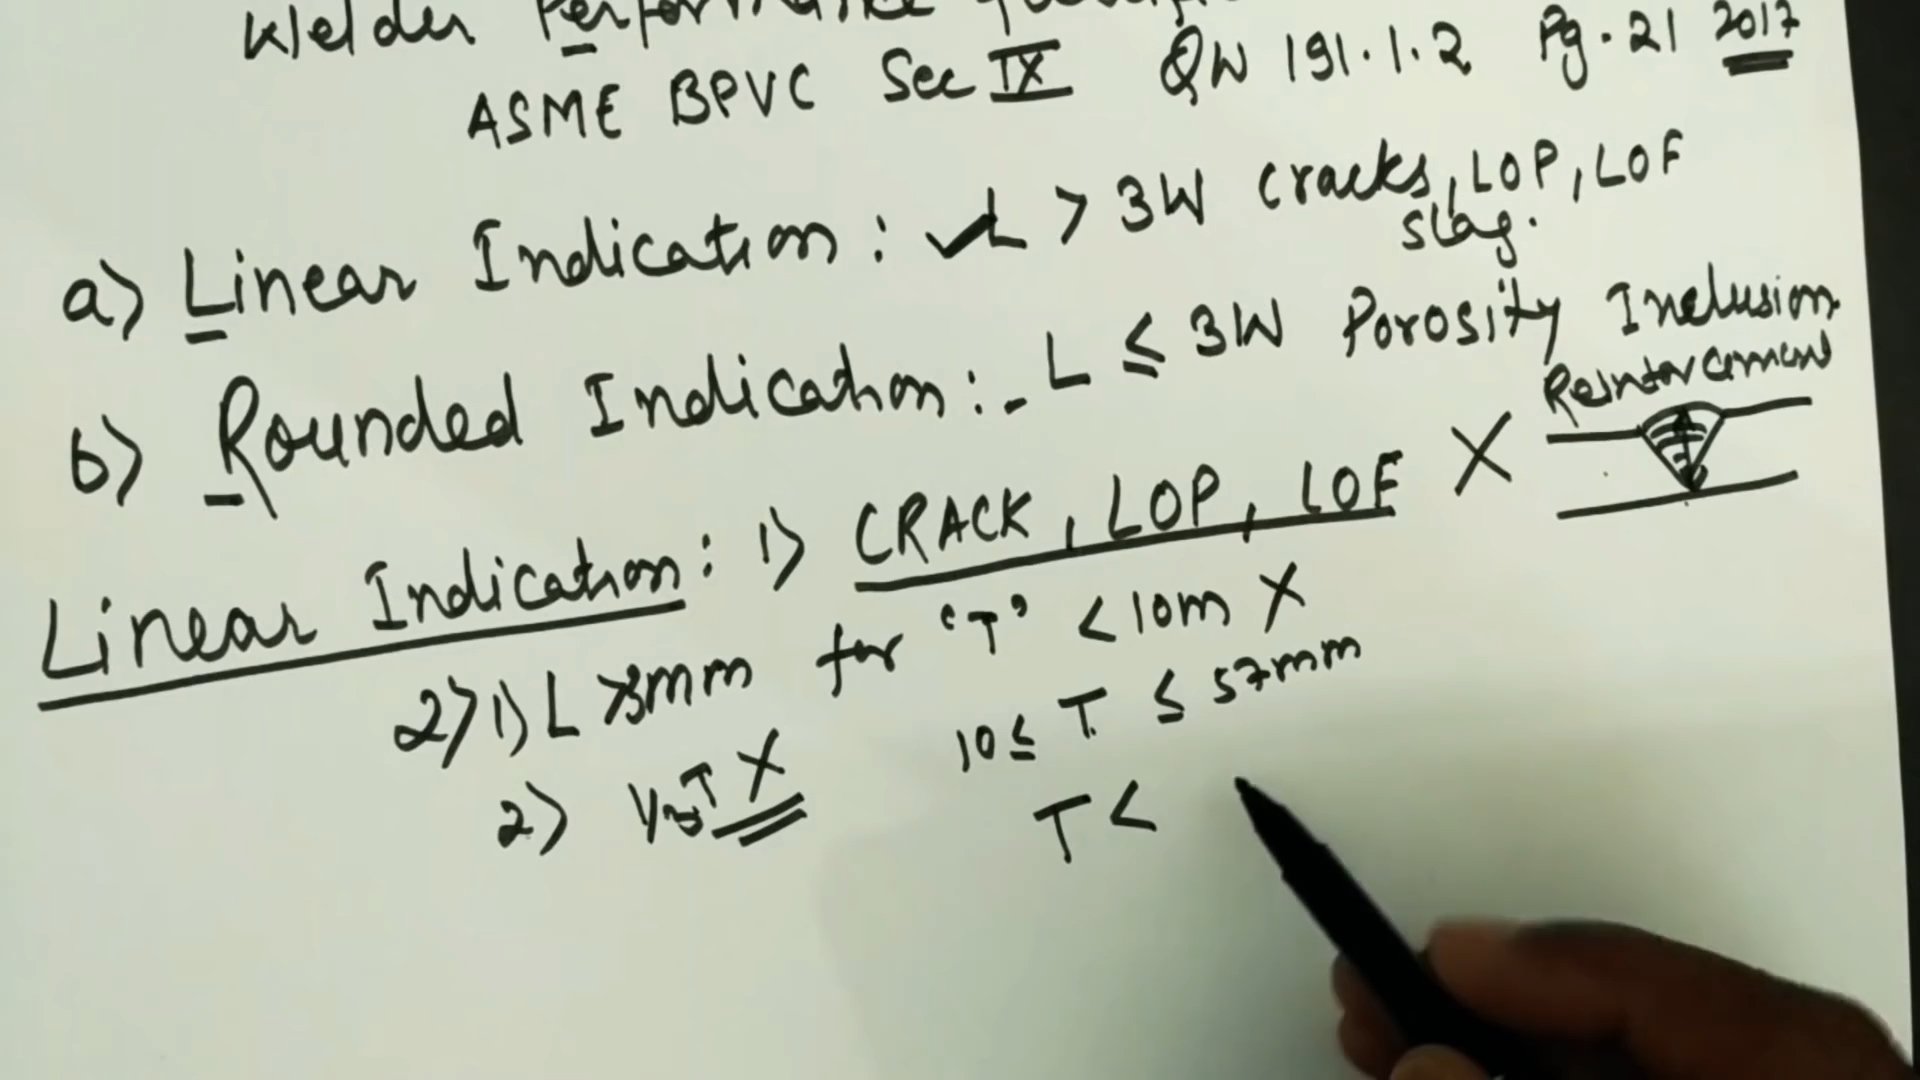 Welder Performance
ASME BPVC Sec IX QW 191.1.2 Pg.21 2017
a) Linear Indication : L > 3W cracks, LOP, LOF
slag.
b) Rounded Indication :- L ≤ 3W Porosity Inclusion
Reinforcement
Linear Indication : 1) CRACK, LOP, LOF X
2) 1) L >3mm for 'T' < 10m X
2) 1/3T X 10 ≤ T ≤ 57mm
T <